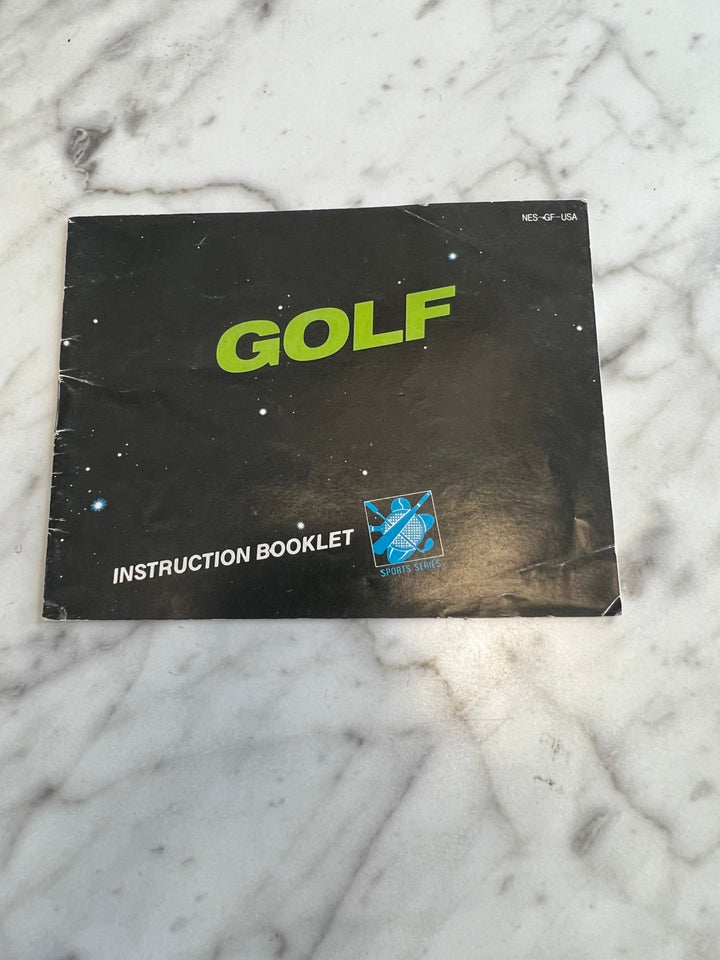 NES-GF-USA
GOLF
INSTRUCTION BOOKLET
SPORTS SERIES